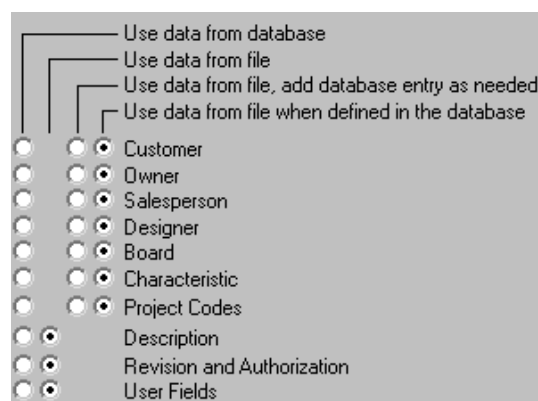 Use data from database
Use data from file
Use data from file, add database entry as needed
Use data from file when defined in the database
Customer
Owner
Salesperson
Designer
Board
Characteristic
Project Codes
Description
Revision and Authorization
User Fields